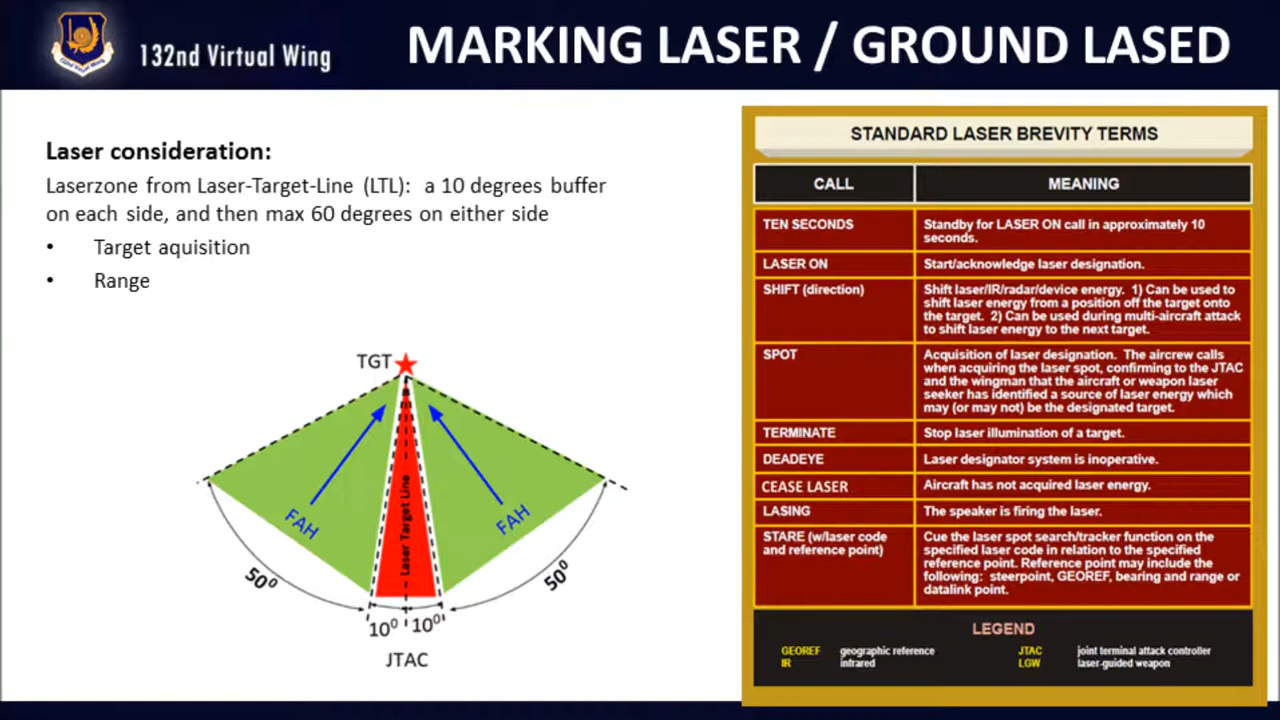 132nd Virtual Wing
MARKING LASER / GROUND LASED
Laser consideration:
Laserzone from Laser-Target-Line (LTL): a 10 degrees buffer
on each side, and then max 60 degrees on either side
• Target aquisition
• Range
TGT
FAH
FAH
Laser Target Line
50⁰
50⁰
10⁰
10⁰
JTAC
STANDARD LASER BREVITY TERMS
CALL MEANING
TEN SECONDS Standby for LASER ON call in approximately 10
seconds.
LASER ON Start/acknowledge laser designation.
SHIFT (direction) Shift laser/IR/radar/device energy. 1) Can be used to
shift laser energy from a position off the target onto
the target. 2) Can be used during multi-aircraft attack
to shift laser energy to the next target.
SPOT Acquisition of laser designation. The aircrew calls
when acquiring the laser spot, confirming to the JTAC
and the wingman that the aircraft or weapon laser
seeker has identified a source of laser energy which
may (or may not) be the designated target.
TERMINATE Stop laser illumination of a target.
DEADEYE Laser designator system is inoperative.
CEASE LASER Aircraft has not acquired laser energy.
LASING The speaker is firing the laser.
STARE (w/laser code Cue the laser spot search/tracker function on the
and reference point) specified laser code in relation to the specified
reference point. Reference point may include the
following: steerpoint, GEOREF, bearing and range or
datalink point.
LEGEND
GEOREF geographic reference JTAC joint terminal attack controller
IR infrared LGW laser-guided weapon